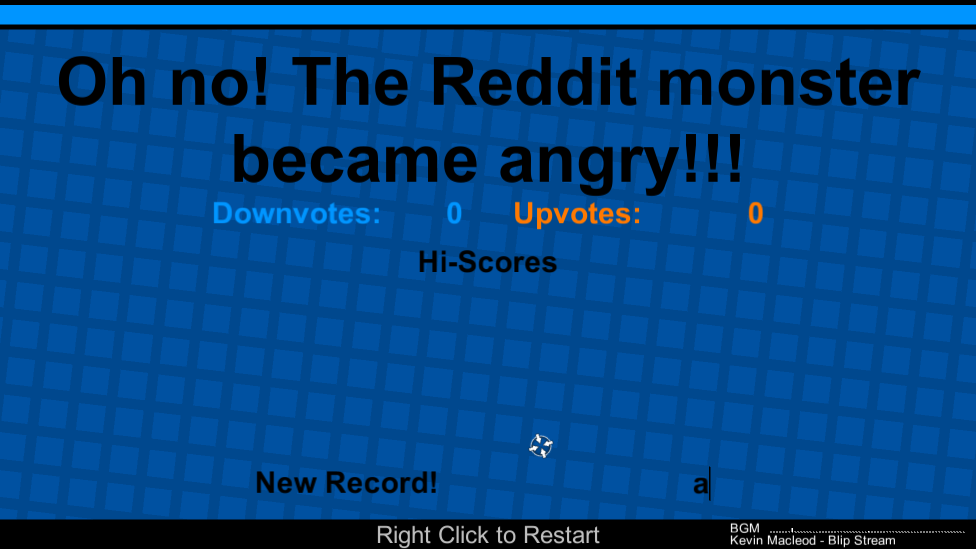 Oh no! The Reddit monster
became angry!!!
Downvotes: 0 Upvotes: 0
Hi-Scores
New Record! a
Right Click to Restart
BGM
Kevin Macleod - Blip Stream